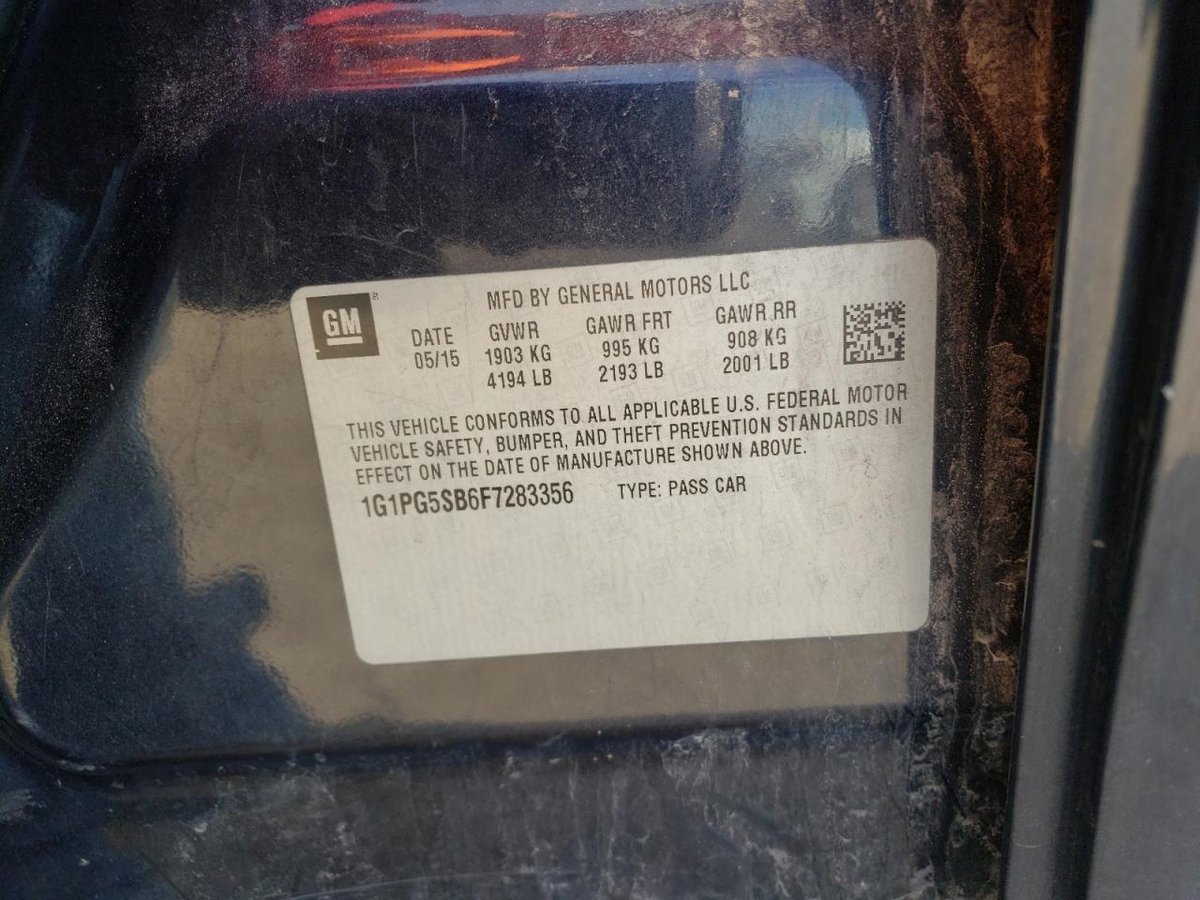 GM
MFD BY GENERAL MOTORS LLC
DATE GVWR GAWR FRT GAWR RR
05/15 1903 KG 995 KG 908 KG
4194 LB 2193 LB 2001 LB
THIS VEHICLE CONFORMS TO ALL APPLICABLE U.S. FEDERAL MOTOR
VEHICLE SAFETY, BUMPER, AND THEFT PREVENTION STANDARDS IN
EFFECT ON THE DATE OF MANUFACTURE SHOWN ABOVE.
1G1PG5SB6F7283356 TYPE: PASS CAR